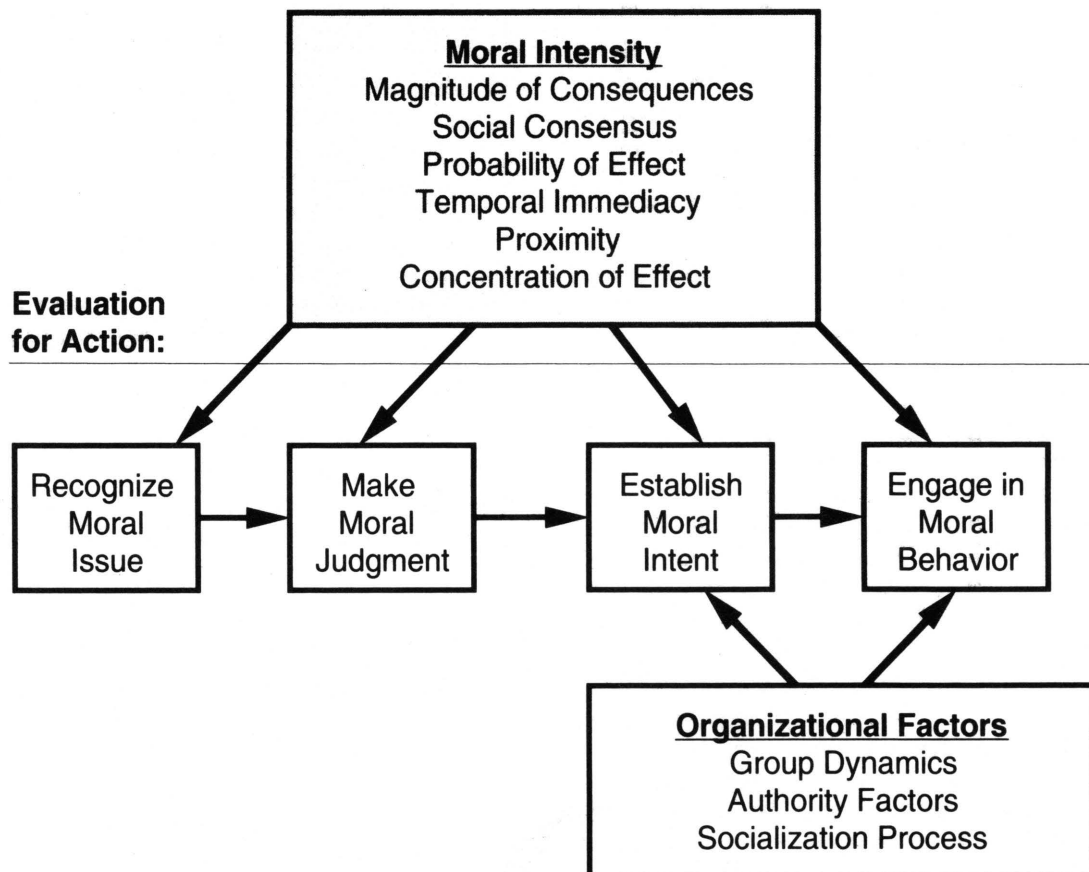 Moral Intensity
Magnitude of Consequences
Social Consensus
Probability of Effect
Temporal Immediacy
Proximity
Concentration of Effect
Evaluation
for Action:
Recognize
Moral
Issue
Make
Moral
Judgment
Establish
Moral
Intent
Engage in
Moral
Behavior
Organizational Factors
Group Dynamics
Authority Factors
Socialization Process